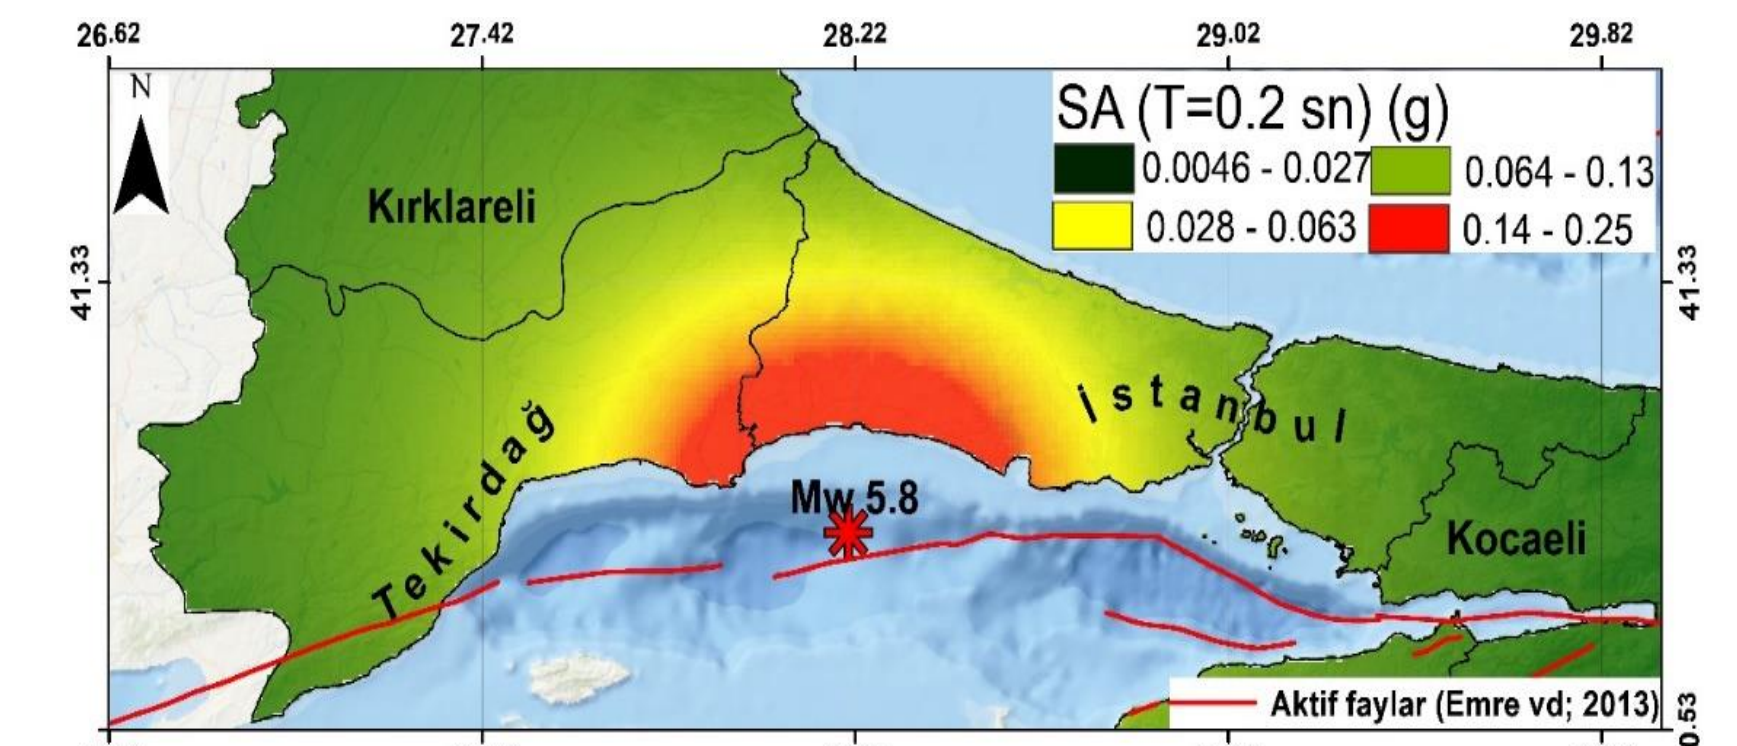 26.62 27.42 28.22 29.02 29.82
N
SA (T=0.2 sn) (g)
0.0046 - 0.027 0.064 - 0.13
0.028 - 0.063 0.14 - 0.25
Kırklareli
41.33 41.33
İstanbul
Tekirdağ
Mw 5.8
Kocaeli
Aktif faylar (Emre vd; 2013)
0.53